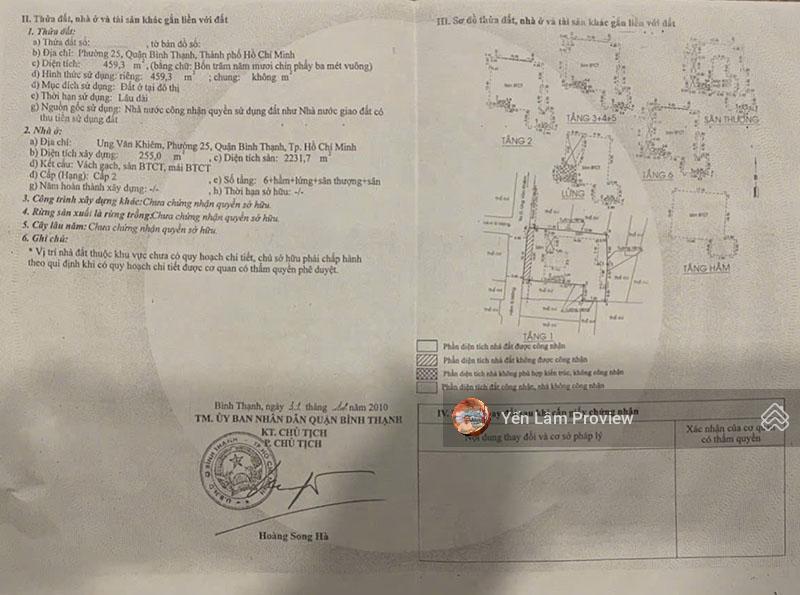 II. Thửa đất, nhà ở và tài sản khác gắn liền với đất
1. Thửa đất:
a) Thửa đất số: , tờ bản đồ số:
b) Địa chỉ: Phường 25, Quận Bình Thạnh, Thành phố Hồ Chí Minh
c) Diện tích: 459,3 m², (bằng chữ: Bốn trăm năm mươi chín phẩy ba mét vuông)
d) Hình thức sử dụng: riêng: 459,3 m²; chung: không m²
đ) Mục đích sử dụng: Đất ở tại đô thị
e) Thời hạn sử dụng: Lâu dài
g) Nguồn gốc sử dụng: Nhà nước công nhận quyền sử dụng đất như Nhà nước giao đất có
thu tiền sử dụng đất
2. Nhà ở:
a) Địa chỉ: Ung Văn Khiêm, Phường 25, Quận Bình Thạnh, Tp. Hồ Chí Minh
b) Diện tích xây dựng: 255,0 m², c) Diện tích sàn: 2231,7 m²
d) Kết cấu: Vách gạch, sàn BTCT, mái BTCT
đ) Cấp (Hạng): Cấp 2 , e) Số tầng: 6+hầm+lửng+sân thượng+sân
g) Năm hoàn thành xây dựng: -/- , h) Thời hạn sở hữu: -/-
3. Công trình xây dựng khác: Chưa chứng nhận quyền sở hữu.
4. Rừng sản xuất là rừng trồng: Chưa chứng nhận quyền sở hữu.
5. Cây lâu năm: Chưa chứng nhận quyền sở hữu.
6. Ghi chú:
* Vị trí nhà đất thuộc khu vực chưa có quy hoạch chi tiết, chủ sở hữu phải chấp hành
theo qui định khi có quy hoạch chi tiết được cơ quan có thẩm quyền phê duyệt.
Bình Thạnh, ngày tháng năm 2010
TM. ỦY BAN NHÂN DÂN QUẬN BÌNH THẠNH
KT. CHỦ TỊCH
P. CHỦ TỊCH
Hoàng Song Hà
III. Sơ đồ thửa đất, nhà ở và tài sản khác gắn liền với đất
TẦNG 2
TẦNG 3+4+5
SÂN THƯỢNG
LỬNG
TẦNG 6
TẦNG HẦM
TẦNG 1
Phần diện tích nhà đất được công nhận
Phần diện tích nhà đất không được công nhận
Phần diện tích nhà không phù hợp kiến trúc, không công nhận
Phần diện tích đất công nhận, nhà không công nhận
IV. sau khi cấp giấy chứng nhận
Nội dung thay đổi và cơ sở pháp lý
Xác nhận của cơ quan
có thẩm quyền
Yến Lâm Proview